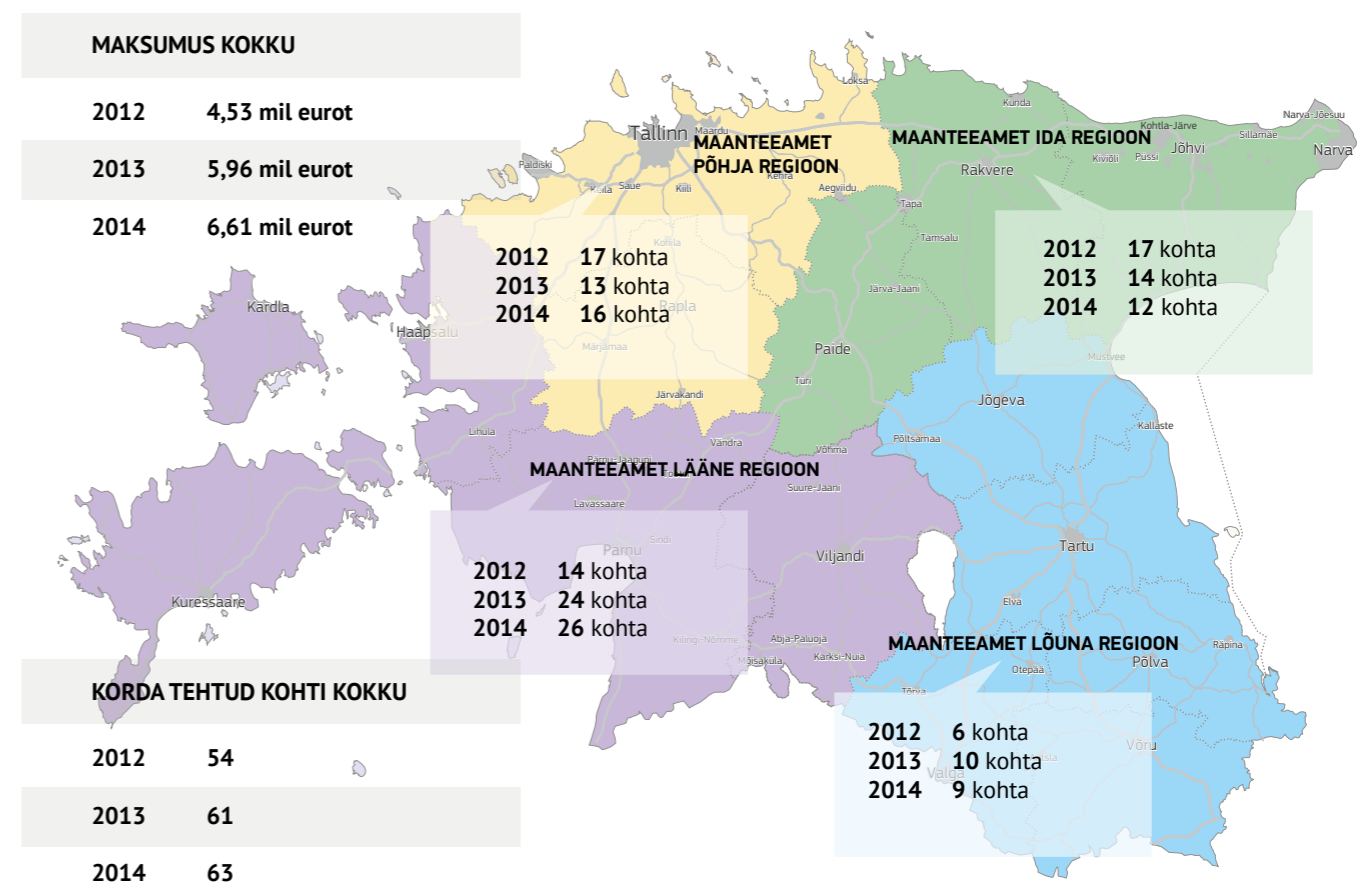 MAKSUMUS KOKKU
2012 4,53 mil eurot
2013 5,96 mil eurot
2014 6,61 mil eurot
Loksa
Kunda
Narva-Jõesuu
Tallinn
Maardu
MAANTEEAMET
PÕHJA REGIOON
MAANTEEAMET IDA REGIOON
Kohtla-Järve
Sillamäe
Jõhvi
Narva
Kiviõli
Püssi
Paldiski
Rakvere
Keila
Saue
Kiili
Kehra
Aegviidu
Tapa
Tamsalu
Kohila
2012 17 kohta
2013 13 kohta
2014 16 kohta
Rapla
2012 17 kohta
2013 14 kohta
2014 12 kohta
Järva-Jaani
Kärdla
Haapsalu
Märjamaa
Paide
Mustvee
Türi
Järvakandi
Jõgeva
Kallaste
Lihula
Vändra
Võhma
Põltsamaa
Pärnu-Jaagupi
MAANTEEAMET LÄÄNE REGIOON
Suure-Jaani
Lavassaare
Sindi
Pärnu
Viljandi
Tartu
2012 14 kohta
2013 24 kohta
2014 26 kohta
Kuressaare
Elva
Kilingi-Nõmme
Abja-Paluoja
Mõisaküla
Karksi-Nuia
MAANTEEAMET LÕUNA REGIOON
Räpina
Põlva
Otepää
Tõrva
2012 6 kohta
2013 10 kohta
2014 9 kohta
Võru
Valga
KORDA TEHTUD KOHTI KOKKU
2012 54
2013 61
2014 63